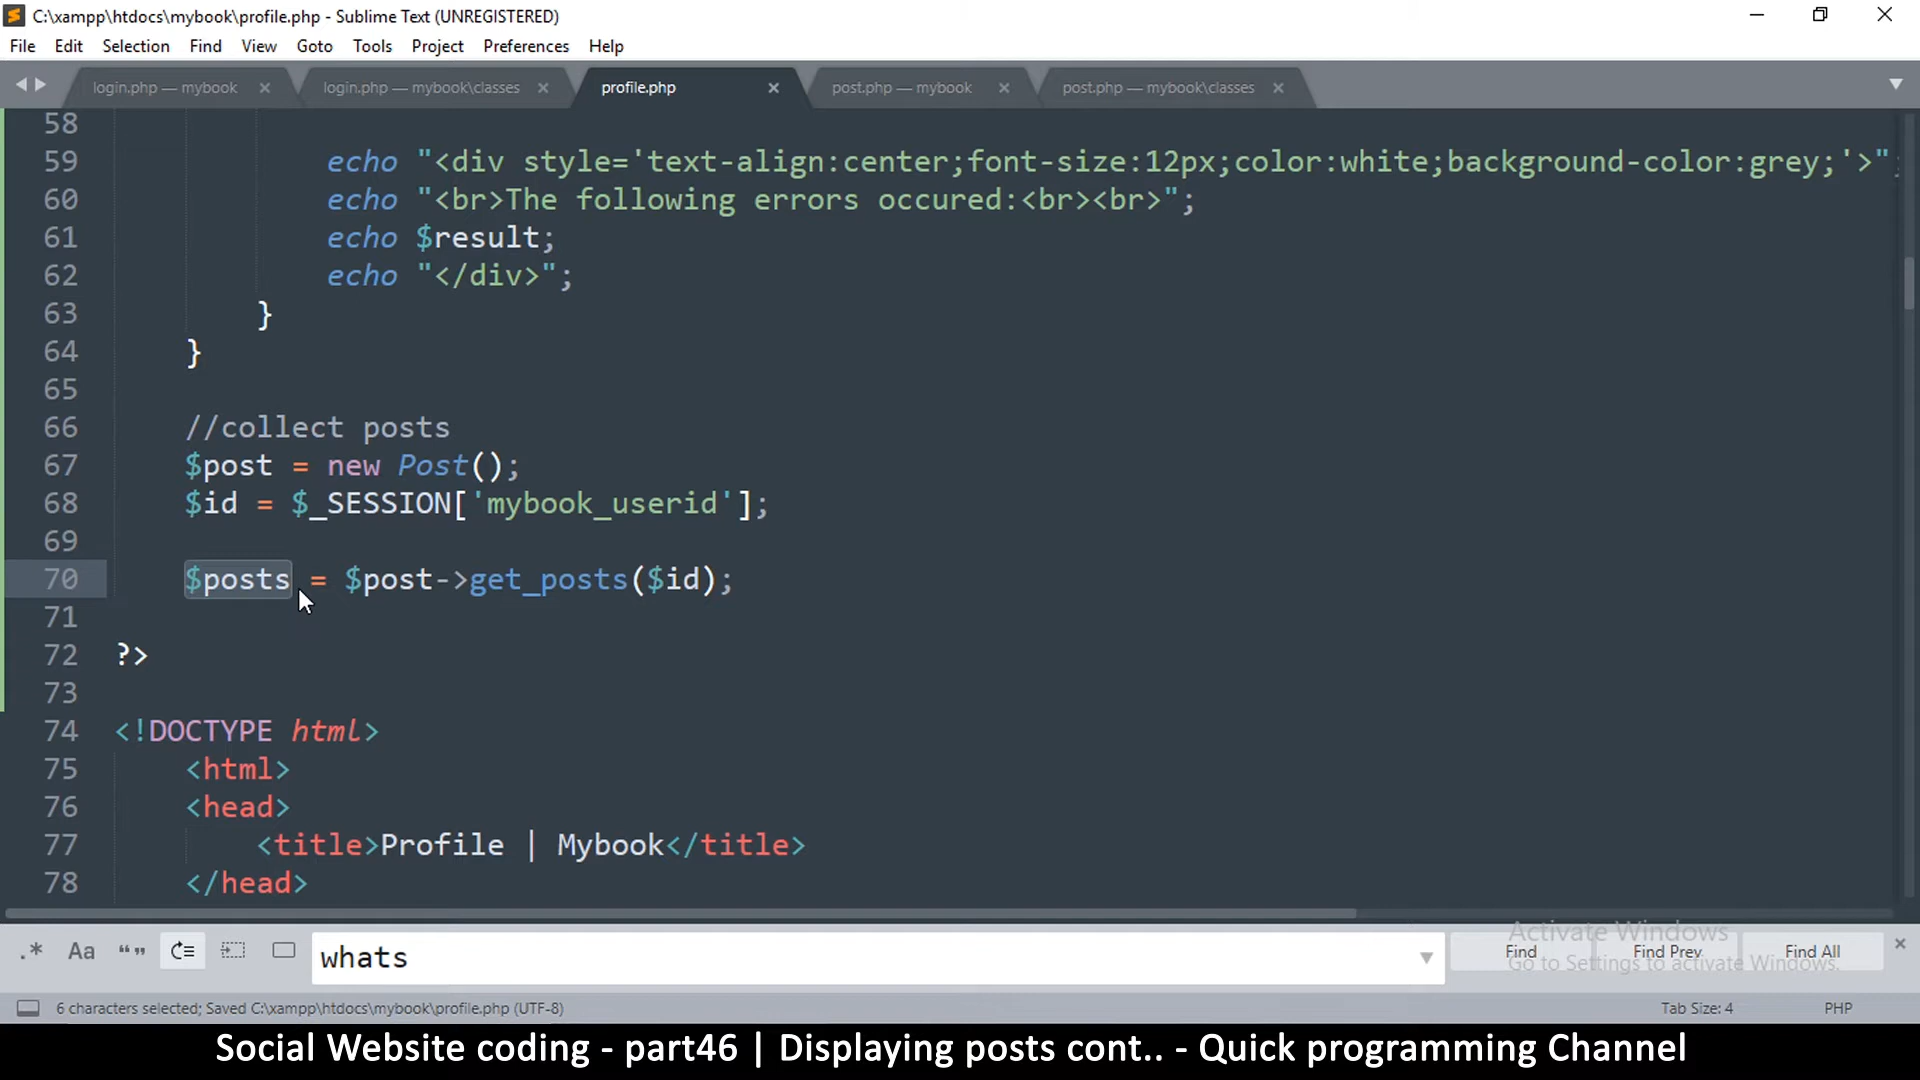 C:\xampp\htdocs\mybook\profile.php - Sublime Text (UNREGISTERED)
File Edit Selection Find View Goto Tools Project Preferences Help
login.php — mybook login.php — mybook\classes profile.php post.php — mybook post.php — mybook\classes
58
59 echo "<div style='text-align:center;font-size:12px;color:white;background-color:grey;'>";
60 echo "<br>The following errors occured:<br><br>";
61 echo $result;
62 echo "</div>";
63 }
64 }
65
66 //collect posts
67 $post = new Post();
68 $id = $_SESSION['mybook_userid'];
69
70 $posts = $post->get_posts($id);
71
72 ?>
73
74 <!DOCTYPE html>
75 <html>
76 <head>
77 <title>Profile | Mybook</title>
78 </head>
.* Aa “” whats Find Find Prev Find All
Activate Windows
Go to Settings to activate Windows.
6 characters selected; Saved C:\xampp\htdocs\mybook\profile.php (UTF-8) Tab Size: 4 PHP
Social Website coding - part46 | Displaying posts cont.. - Quick programming Channel